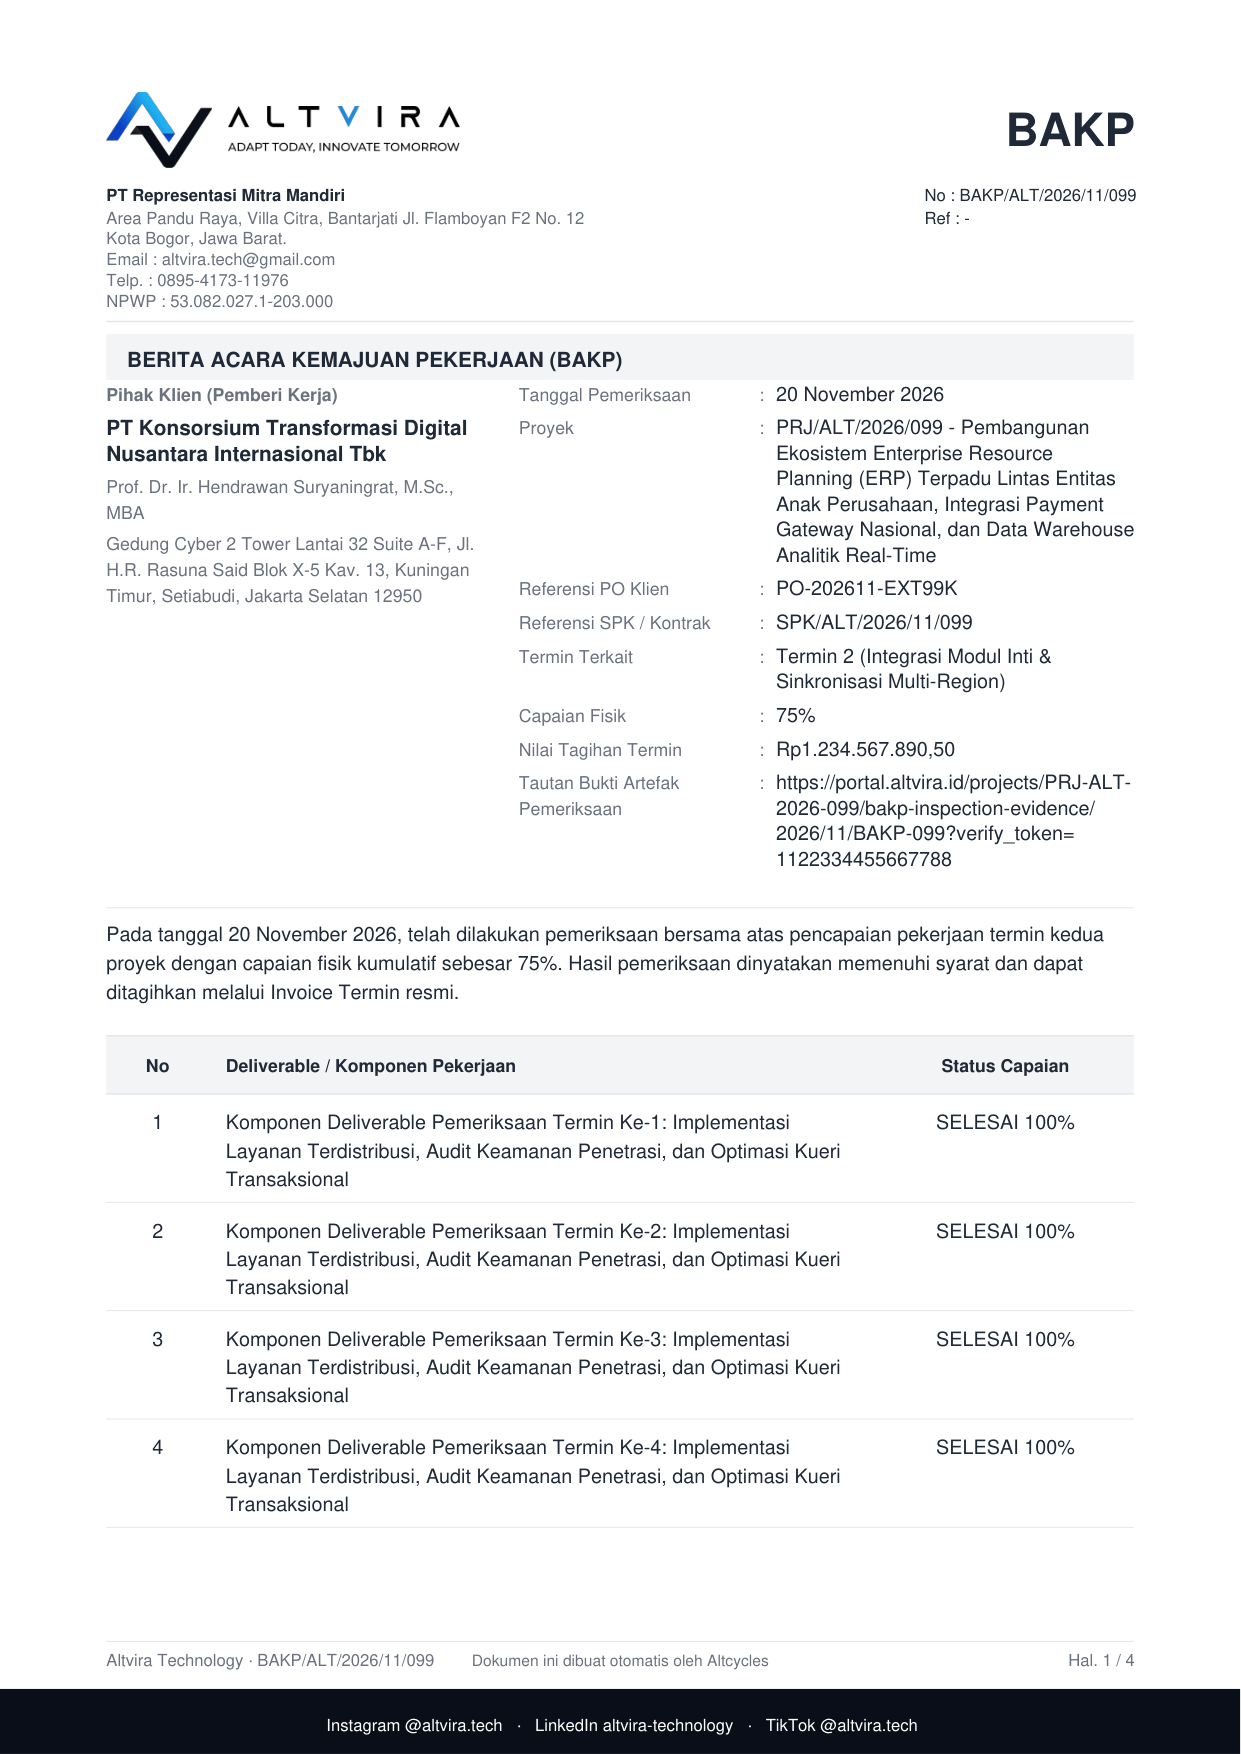 ALTVIRA
ADAPT TODAY, INNOVATE TOMORROW
BAKP
PT Representasi Mitra Mandiri
Area Pandu Raya, Villa Citra, Bantarjati Jl. Flamboyan F2 No. 12
Kota Bogor, Jawa Barat.
Email : altvira.tech@gmail.com
Telp. : 0895-4173-11976
NPWP : 53.082.027.1-203.000
No : BAKP/ALT/2026/11/099
Ref : -
BERITA ACARA KEMAJUAN PEKERJAAN (BAKP)
Pihak Klien (Pemberi Kerja)
PT Konsorsium Transformasi Digital
Nusantara Internasional Tbk
Prof. Dr. Ir. Hendrawan Suryaningrat, M.Sc.,
MBA
Gedung Cyber 2 Tower Lantai 32 Suite A-F, Jl.
H.R. Rasuna Said Blok X-5 Kav. 13, Kuningan
Timur, Setiabudi, Jakarta Selatan 12950
Tanggal Pemeriksaan : 20 November 2026
Proyek : PRJ/ALT/2026/099 - Pembangunan
Ekosistem Enterprise Resource
Planning (ERP) Terpadu Lintas Entitas
Anak Perusahaan, Integrasi Payment
Gateway Nasional, dan Data Warehouse
Analitik Real-Time
Referensi PO Klien : PO-202611-EXT99K
Referensi SPK / Kontrak : SPK/ALT/2026/11/099
Termin Terkait : Termin 2 (Integrasi Modul Inti &
Sinkronisasi Multi-Region)
Capaian Fisik : 75%
Nilai Tagihan Termin : Rp1.234.567.890,50
Tautan Bukti Artefak : https://portal.altvira.id/projects/PRJ-ALT-
Pemeriksaan 2026-099/bakp-inspection-evidence/
2026/11/BAKP-099?verify_token=
1122334455667788
Pada tanggal 20 November 2026, telah dilakukan pemeriksaan bersama atas pencapaian pekerjaan termin kedua
proyek dengan capaian fisik kumulatif sebesar 75%. Hasil pemeriksaan dinyatakan memenuhi syarat dan dapat
ditagihkan melalui Invoice Termin resmi.
No Deliverable / Komponen Pekerjaan Status Capaian
1 Komponen Deliverable Pemeriksaan Termin Ke-1: Implementasi SELESAI 100%
Layanan Terdistribusi, Audit Keamanan Penetrasi, dan Optimasi Kueri
Transaksional
2 Komponen Deliverable Pemeriksaan Termin Ke-2: Implementasi SELESAI 100%
Layanan Terdistribusi, Audit Keamanan Penetrasi, dan Optimasi Kueri
Transaksional
3 Komponen Deliverable Pemeriksaan Termin Ke-3: Implementasi SELESAI 100%
Layanan Terdistribusi, Audit Keamanan Penetrasi, dan Optimasi Kueri
Transaksional
4 Komponen Deliverable Pemeriksaan Termin Ke-4: Implementasi SELESAI 100%
Layanan Terdistribusi, Audit Keamanan Penetrasi, dan Optimasi Kueri
Transaksional
Altvira Technology · BAKP/ALT/2026/11/099 Dokumen ini dibuat otomatis oleh Altcycles Hal. 1 / 4
Instagram @altvira.tech · LinkedIn altvira-technology · TikTok @altvira.tech